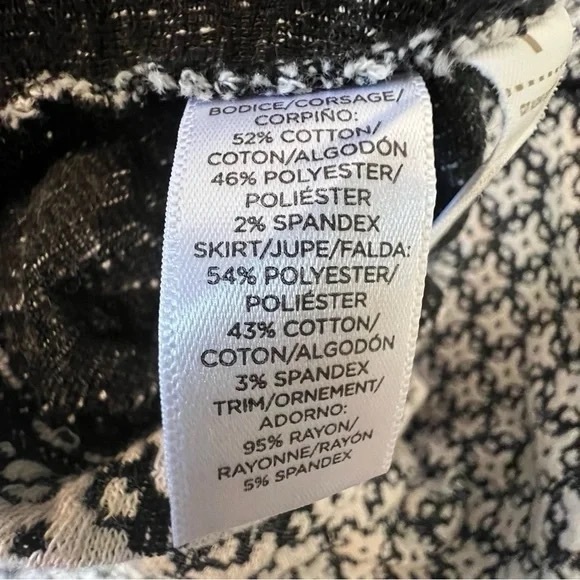 BODICE/CORSAGE/
CORPIÑO:
52% COTTON/
COTON/ALGODÓN
46% POLYESTER/
POLIÉSTER
2% SPANDEX
SKIRT/JUPE/FALDA:
54% POLYESTER/
POLIÉSTER
43% COTTON/
COTON/ALGODÓN
3% SPANDEX
TRIM/ORNEMENT/
ADORNO:
95% RAYON/
RAYONNE/RAYÓN
5% SPANDEX